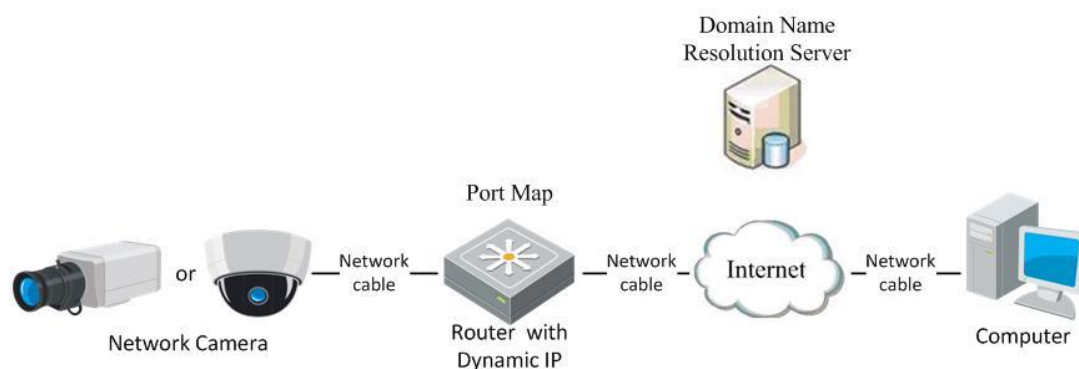 Domain Name
Resolution Server
Port Map
or
Network
cable
Network
cable
Internet
Network
cable
Network Camera
Router with
Dynamic IP
Computer